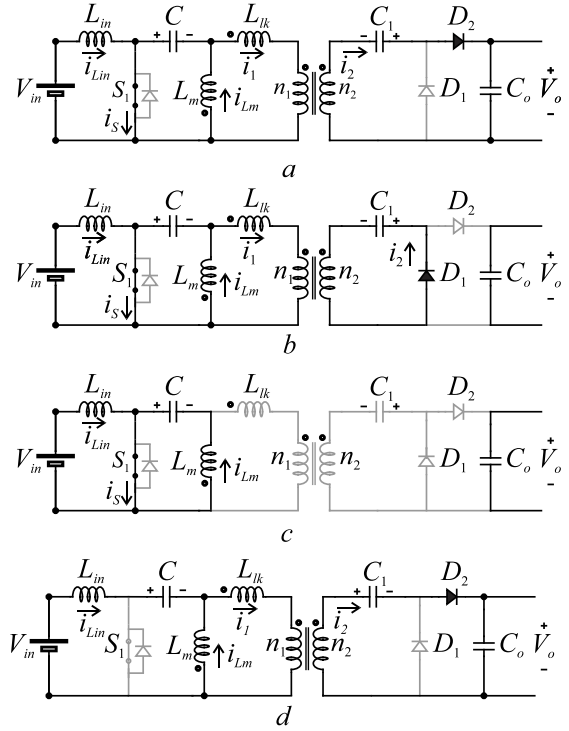 L_in C L_lk C_1 D_2
+ - - +
i_Lin i_1 i_2
V_in S_1 L_m i_Lm n_1 n_2 D_1 C_o + V_o -
i_S
a
L_in C L_lk C_1 D_2
+ - - +
i_Lin i_1 i_2
V_in S_1 L_m i_Lm n_1 n_2 D_1 C_o + V_o -
i_S
b
L_in C L_lk C_1 D_2
+ - - +
i_Lin
V_in S_1 L_m i_Lm n_1 n_2 D_1 C_o + V_o -
i_S
c
L_in C L_lk C_1 D_2
+ - + -
i_Lin i_1 i_2
V_in S_1 L_m i_Lm n_1 n_2 D_1 C_o + V_o -
d